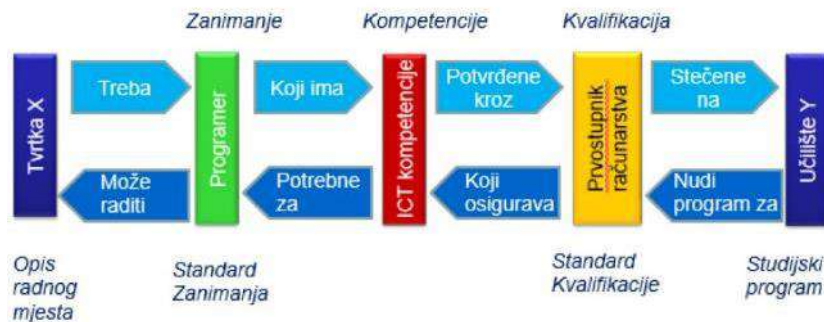 Zanimanje
Kompetencije
Kvalifikacija
Tvrtka X
Treba
Programer
Koji ima
ICT kompetencije
Potvrđene
kroz
Prvostupnik
računarstva
Stečene
na
Učilište Y
Može
raditi
Potrebne
za
Koji
osigurava
Nudi
program za
Opis
radnog
mjesta
Standard
Zanimanja
Standard
Kvalifikacije
Studijski
program